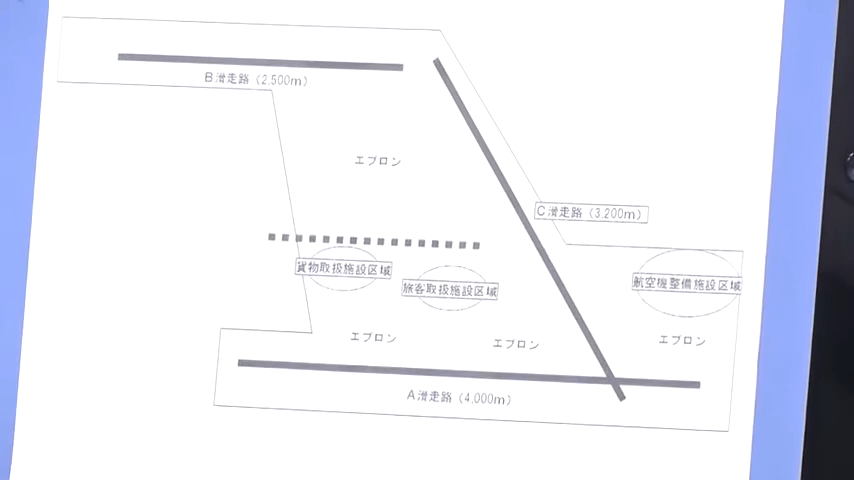 B滑走路（2,500m）
エプロン
C滑走路（3,200m）
貨物取扱施設区域
旅客取扱施設区域
航空機整備施設区域
エプロン
エプロン
エプロン
A滑走路（4,000m）